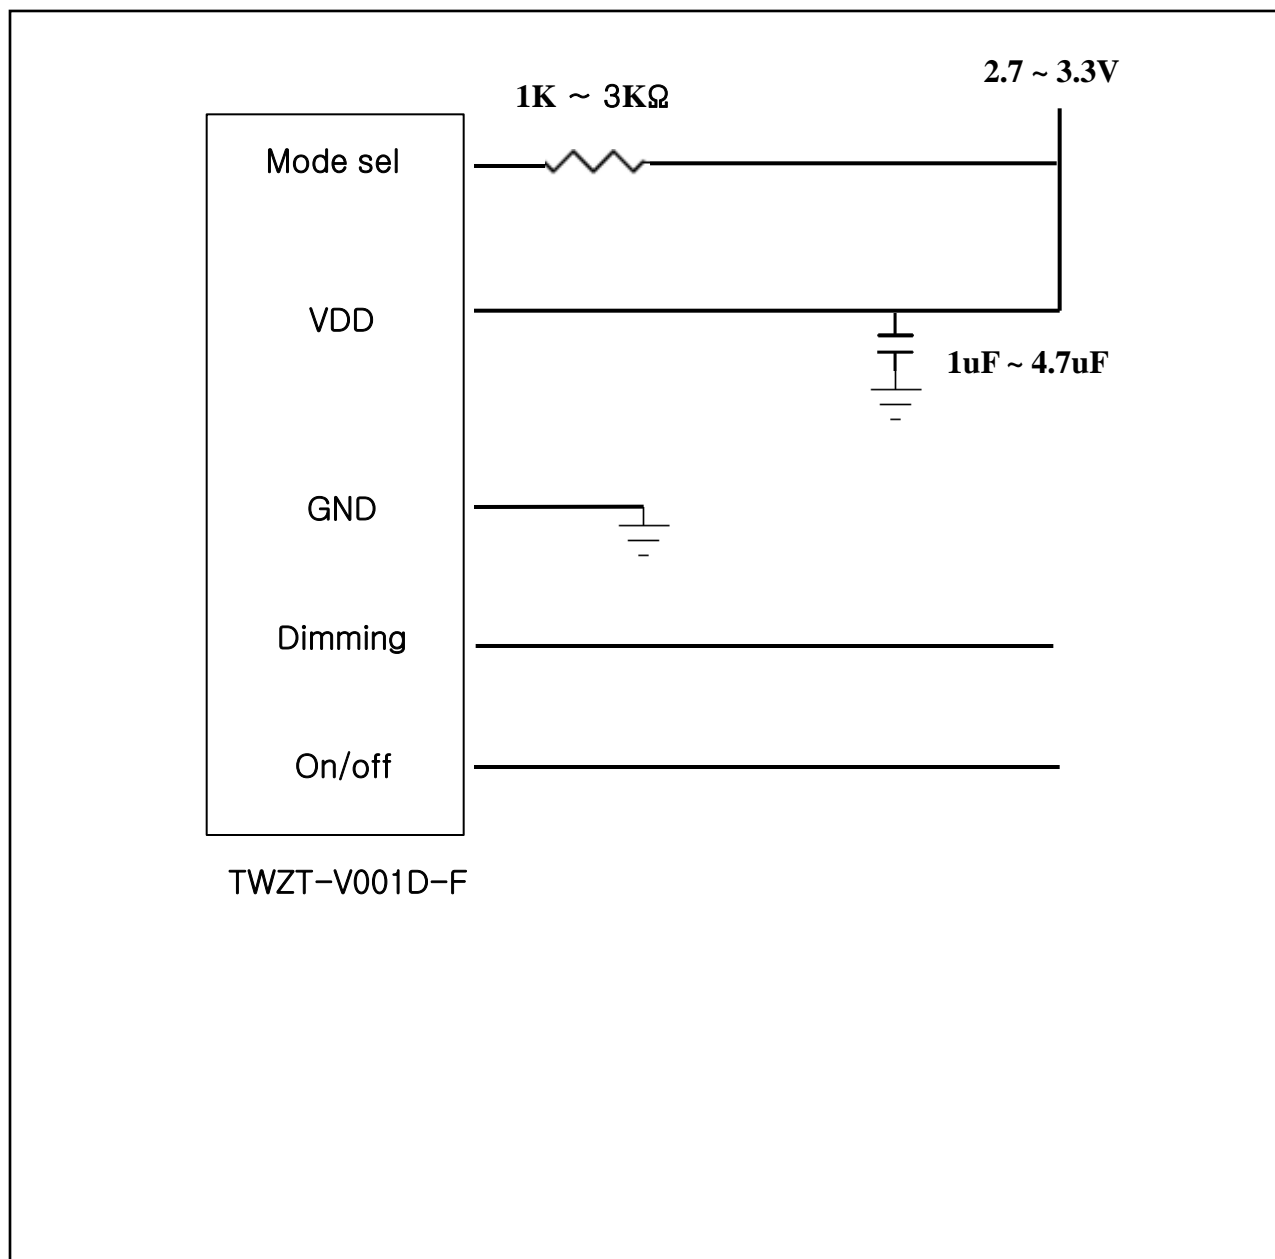 2.7 ~ 3.3V
1K ~ 3KΩ
Mode sel
VDD
1uF ~ 4.7uF
GND
Dimming
On/off
TWZT-V001D-F